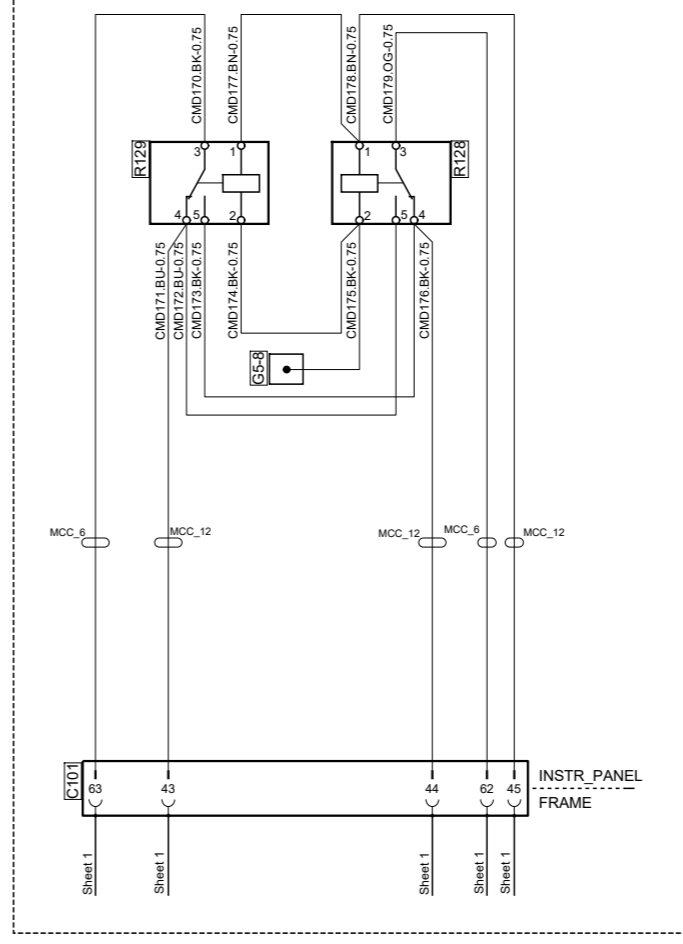 CMD170.BK-0.75
CMD177.BN-0.75
CMD178.BN-0.75
CMD179.OG-0.75
R129
3
1
4
5
2
1
3
2
5
4
R128
CMD171.BU-0.75
CMD172.BU-0.75
CMD173.BK-0.75
CMD174.BK-0.75
CMD175.BK-0.75
CMD176.BK-0.75
G5-8
MCC_6
MCC_12
MCC_12
MCC_6
MCC_12
C101
63
43
44
62
45
INSTR_PANEL
FRAME
Sheet 1
Sheet 1
Sheet 1
Sheet 1
Sheet 1